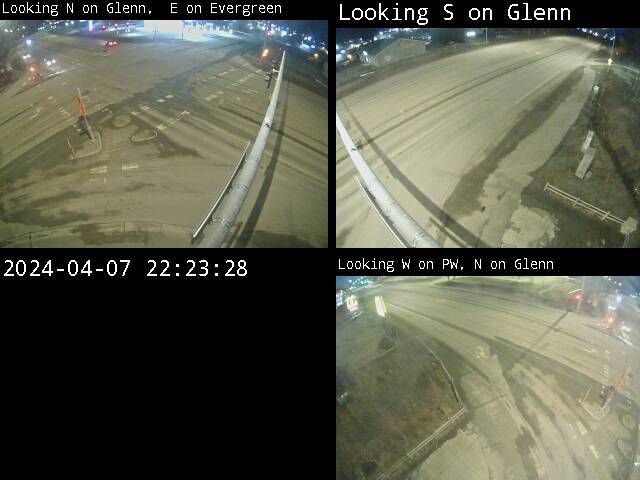 Looking N on Glenn,  E on Evergreen
Looking S on Glenn
2024-04-07 22:23:28
Looking W on PW, N on Glenn